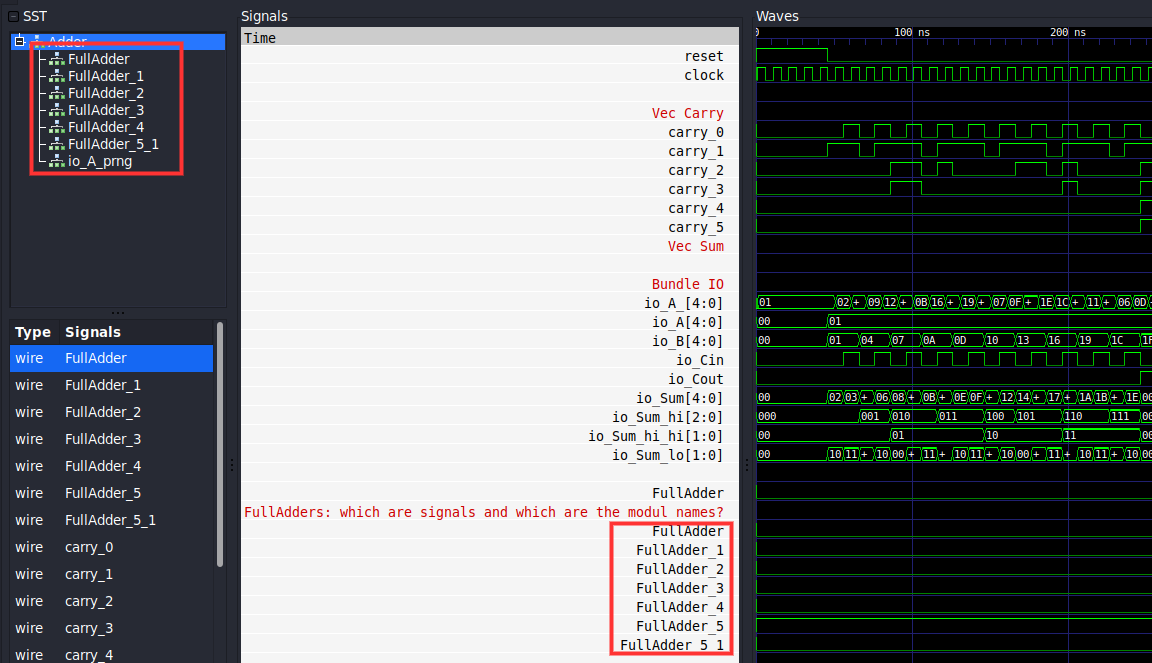 SST
Adder
FullAdder
FullAdder_1
FullAdder_2
FullAdder_3
FullAdder_4
FullAdder_5_1
io_A_prng
Type Signals
wire FullAdder
wire FullAdder_1
wire FullAdder_2
wire FullAdder_3
wire FullAdder_4
wire FullAdder_5
wire FullAdder_5_1
wire carry_0
wire carry_1
wire carry_2
wire carry_3
wire carry_4
Signals
Time
reset
clock
Vec Carry
carry_0
carry_1
carry_2
carry_3
carry_4
carry_5
Vec Sum
Bundle IO
io_A_[4:0]
io_A[4:0]
io_B[4:0]
io_Cin
io_Cout
io_Sum[4:0]
io_Sum_hi[2:0]
io_Sum_hi_hi[1:0]
io_Sum_lo[1:0]
FullAdder
FullAdders: which are signals and which are the modul names?
FullAdder
FullAdder_1
FullAdder_2
FullAdder_3
FullAdder_4
FullAdder_5
FullAdder_5_1
Waves
0 100 ns 200 ns
01 02 + 09 12 + 0B 16 + 19 + 07 0F + 1E 1C + 11 + 06 0D
00 01
00 01 04 07 0A 0D 10 13 16 19 1C 1F
00 02 03 + 06 08 + 0B + 0E 0F + 12 14 + 17 + 1A 1B + 1E 00
000 001 010 011 100 101 110 111 00
00 01 10 11 00
00 10 11 + 10 00 + 11 + 10 11 + 10 00 + 11 + 10 11 + 10 00